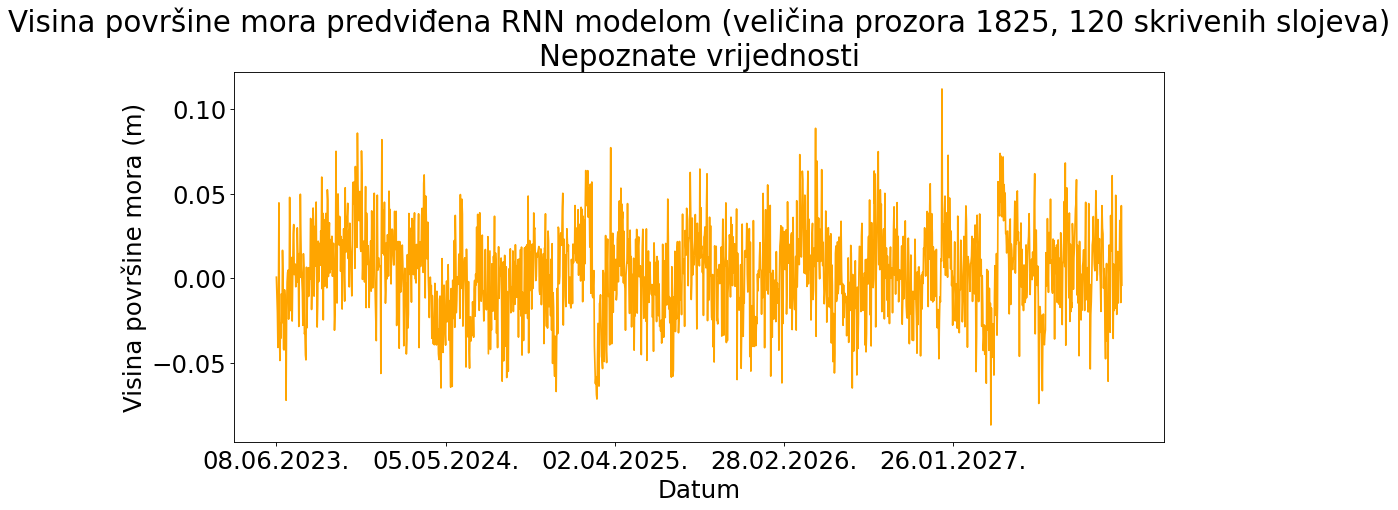 Visina površine mora predviđena RNN modelom (veličina prozora 1825, 120 skrivenih slojeva)
Nepoznate vrijednosti
Visina površine mora (m)
0.10
0.05
0.00
−0.05
08.06.2023. 05.05.2024. 02.04.2025. 28.02.2026. 26.01.2027.
Datum